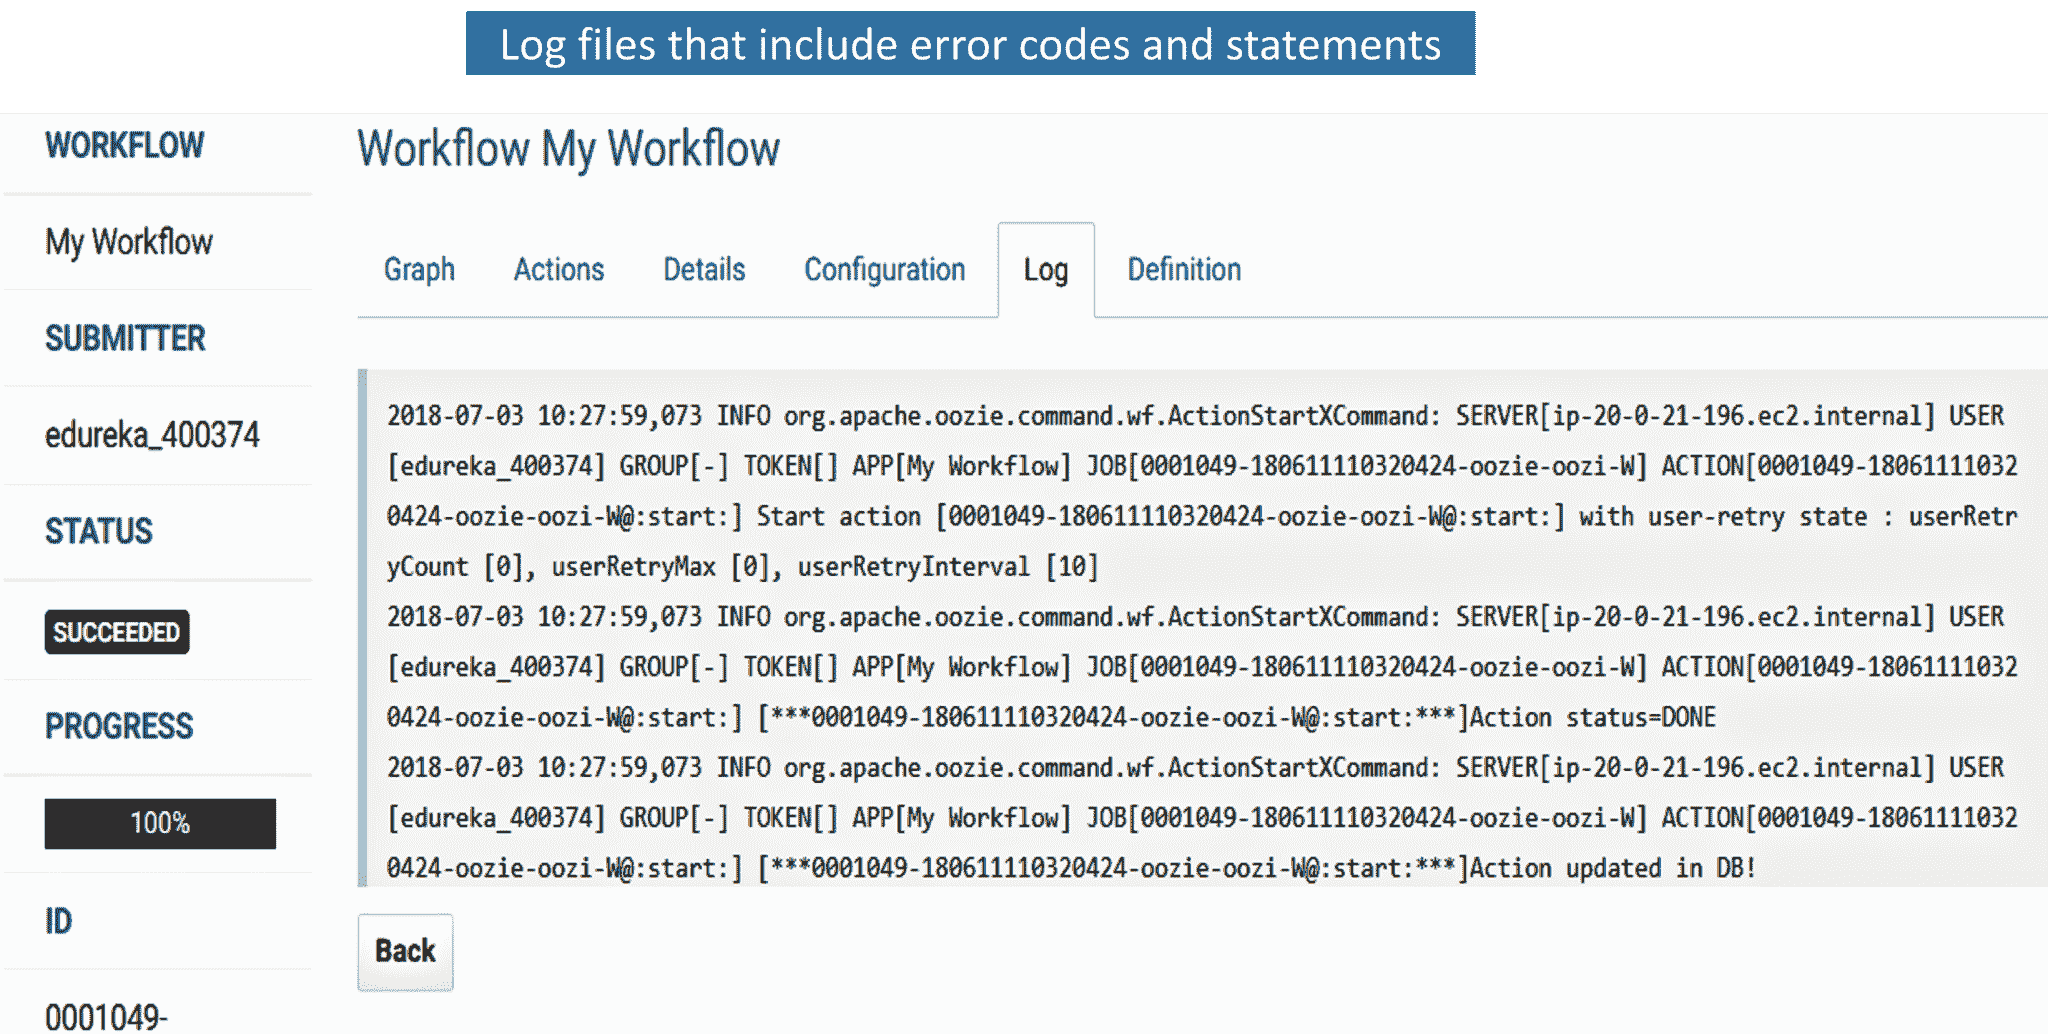 Log files that include error codes and statements
WORKFLOW
My Workflow
SUBMITTER
edureka_400374
STATUS
SUCCEEDED
PROGRESS
100%
ID
0001049-
Workflow My Workflow
Graph Actions Details Configuration Log Definition
2018-07-03 10:27:59,073 INFO org.apache.oozie.command.wf.ActionStartXCommand: SERVER[ip-20-0-21-196.ec2.internal] USER
[edureka_400374] GROUP[-] TOKEN[] APP[My Workflow] JOB[0001049-180611110320424-oozie-oozi-W] ACTION[0001049-18061111032
0424-oozie-oozi-W@:start:] Start action [0001049-180611110320424-oozie-oozi-W@:start:] with user-retry state : userRetr
yCount [0], userRetryMax [0], userRetryInterval [10]
2018-07-03 10:27:59,073 INFO org.apache.oozie.command.wf.ActionStartXCommand: SERVER[ip-20-0-21-196.ec2.internal] USER
[edureka_400374] GROUP[-] TOKEN[] APP[My Workflow] JOB[0001049-180611110320424-oozie-oozi-W] ACTION[0001049-18061111032
0424-oozie-oozi-W@:start:] [***0001049-180611110320424-oozie-oozi-W@:start:***]Action status=DONE
2018-07-03 10:27:59,073 INFO org.apache.oozie.command.wf.ActionStartXCommand: SERVER[ip-20-0-21-196.ec2.internal] USER
[edureka_400374] GROUP[-] TOKEN[] APP[My Workflow] JOB[0001049-180611110320424-oozie-oozi-W] ACTION[0001049-18061111032
0424-oozie-oozi-W@:start:] [***0001049-180611110320424-oozie-oozi-W@:start:***]Action updated in DB!
Back